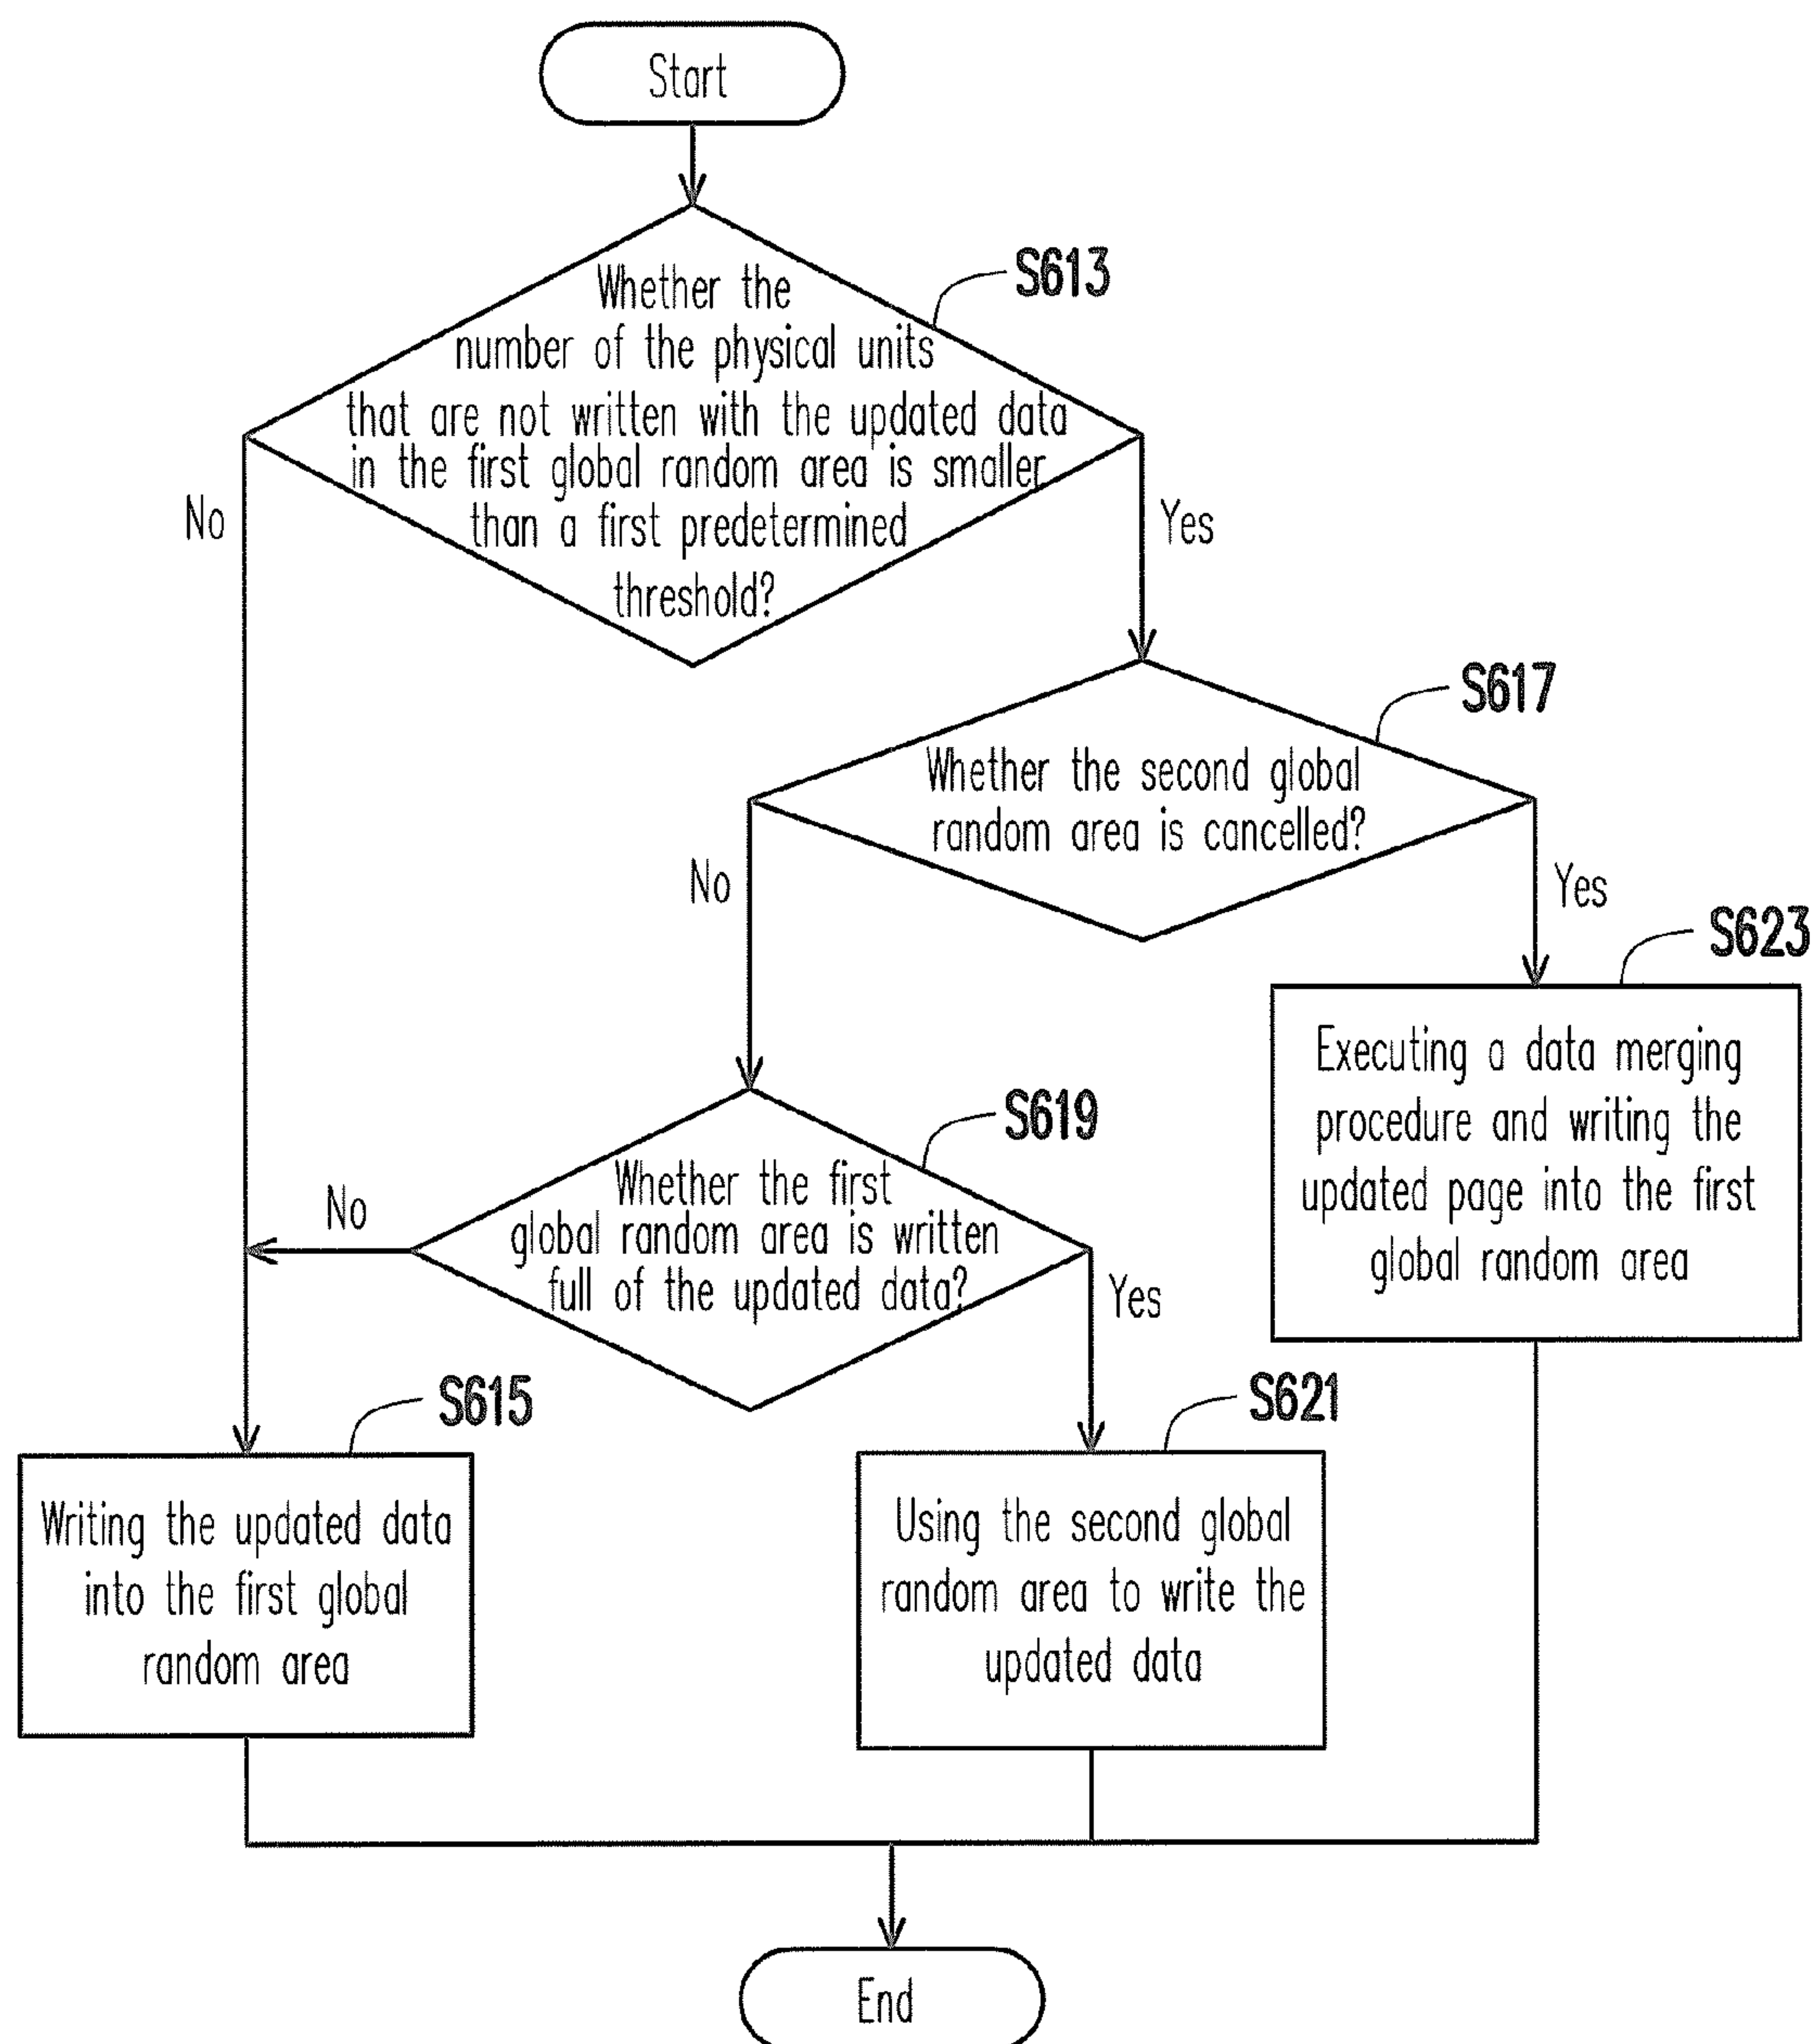 Start
S613
Whether the
number of the physical units
that are not written with the updated data
in the first global random area is smaller
than a first predetermined
threshold?
No
Yes
S617
Whether the second global
random area is cancelled?
No
Yes
S623
Executing a data merging
procedure and writing the
updated page into the first
global random area
S619
Whether the first
global random area is written
full of the updated data?
No
Yes
S615
Writing the updated data
into the first global
random area
S621
Using the second global
random area to write the
updated data
End